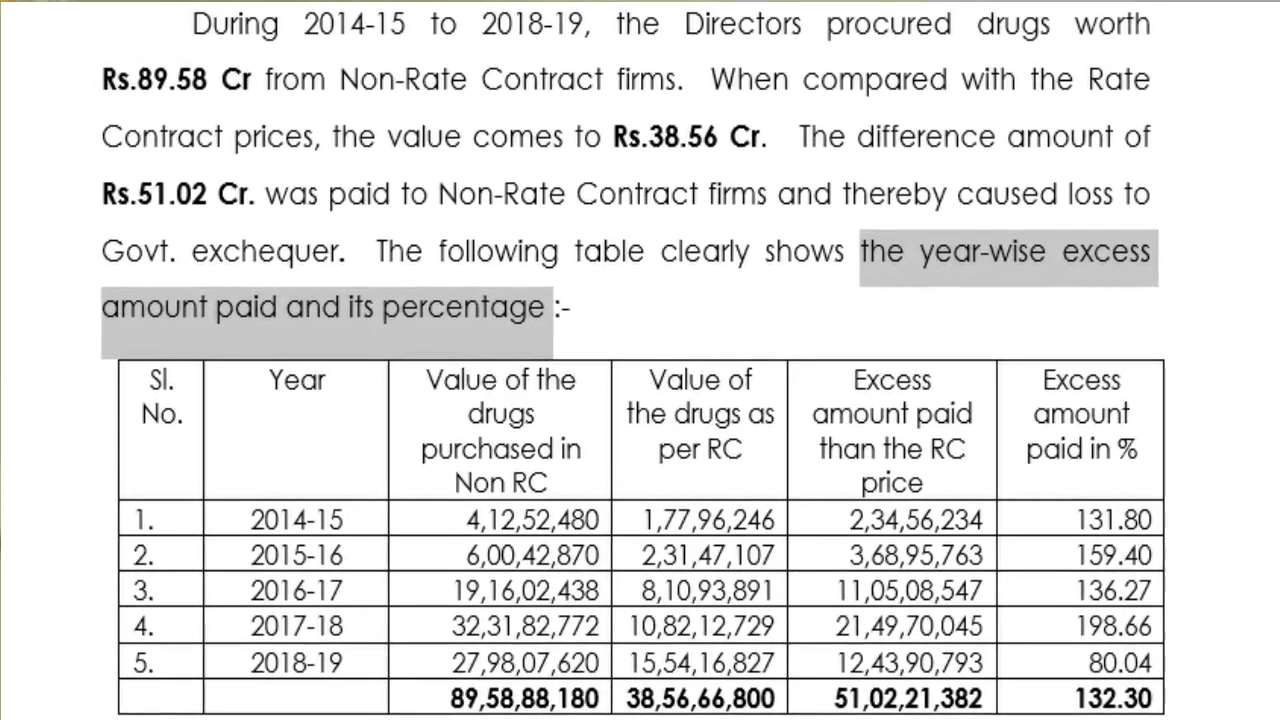 During 2014-15 to 2018-19, the Directors procured drugs worth
Rs.89.58 Cr from Non-Rate Contract firms. When compared with the Rate
Contract prices, the value comes to Rs.38.56 Cr. The difference amount of
Rs.51.02 Cr. was paid to Non-Rate Contract firms and thereby caused loss to
Govt. exchequer. The following table clearly shows the year-wise excess
amount paid and its percentage :-
Sl. No. Year Value of the drugs purchased in Non RC Value of the drugs as per RC Excess amount paid than the RC price Excess amount paid in %
1. 2014-15 4,12,52,480 1,77,96,246 2,34,56,234 131.80
2. 2015-16 6,00,42,870 2,31,47,107 3,68,95,763 159.40
3. 2016-17 19,16,02,438 8,10,93,891 11,05,08,547 136.27
4. 2017-18 32,31,82,772 10,82,12,729 21,49,70,045 198.66
5. 2018-19 27,98,07,620 15,54,16,827 12,43,90,793 80.04
89,58,88,180 38,56,66,800 51,02,21,382 132.30